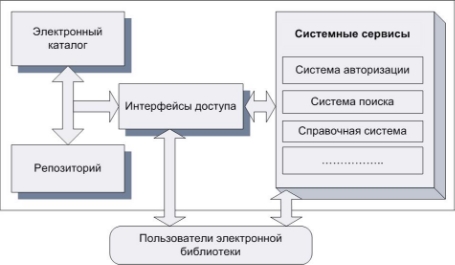 Электронный
каталог
Системные сервисы
Система авторизации
Интерфейсы доступа
Система поиска
Справочная система
Репозиторий
……………..
Пользователи электронной
библиотеки